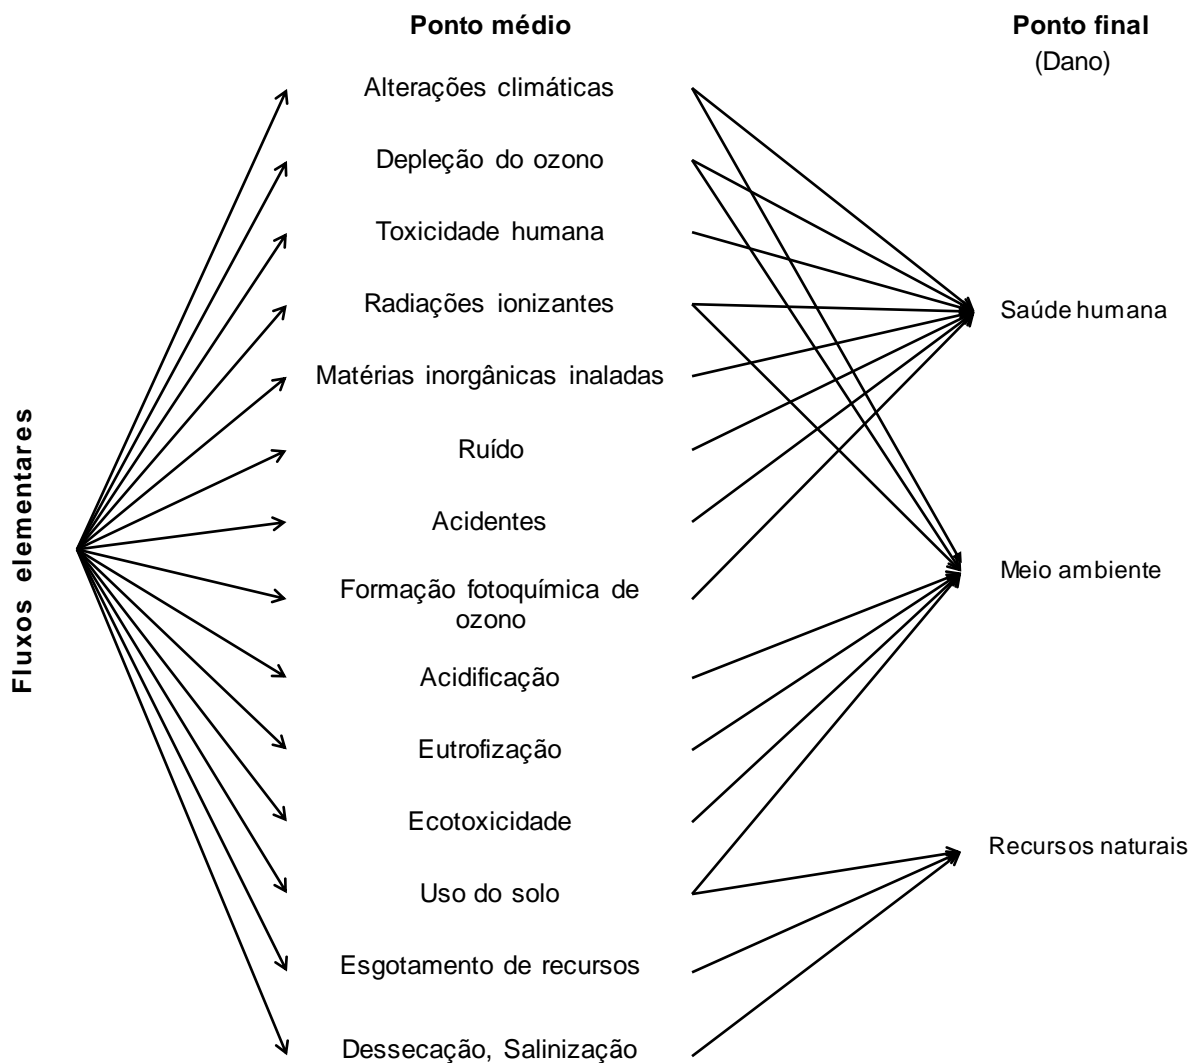 Ponto médio
Ponto final
(Dano)
Fluxos elementares
Alterações climáticas
Depleção do ozono
Toxicidade humana
Radiações ionizantes
Matérias inorgânicas inaladas
Ruído
Acidentes
Formação fotoquímica de
ozono
Acidificação
Eutrofização
Ecotoxicidade
Uso do solo
Esgotamento de recursos
Dessecação, Salinização
Saúde humana
Meio ambiente
Recursos naturais